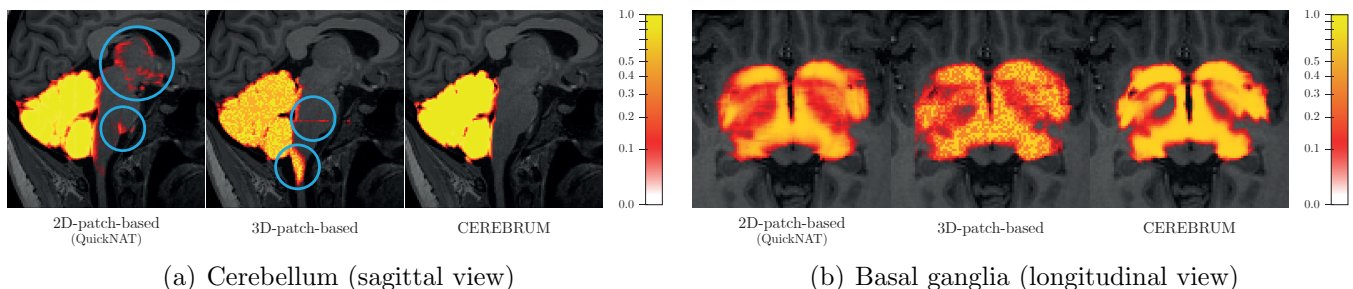 1.0
0.5
0.4
0.3
0.2
0.1
0.0
2D-patch-based
(QuickNAT)
3D-patch-based
CEREBRUM
(a) Cerebellum (sagittal view)
1.0
0.5
0.4
0.3
0.2
0.1
0.0
2D-patch-based
(QuickNAT)
3D-patch-based
CEREBRUM
(b) Basal ganglia (longitudinal view)